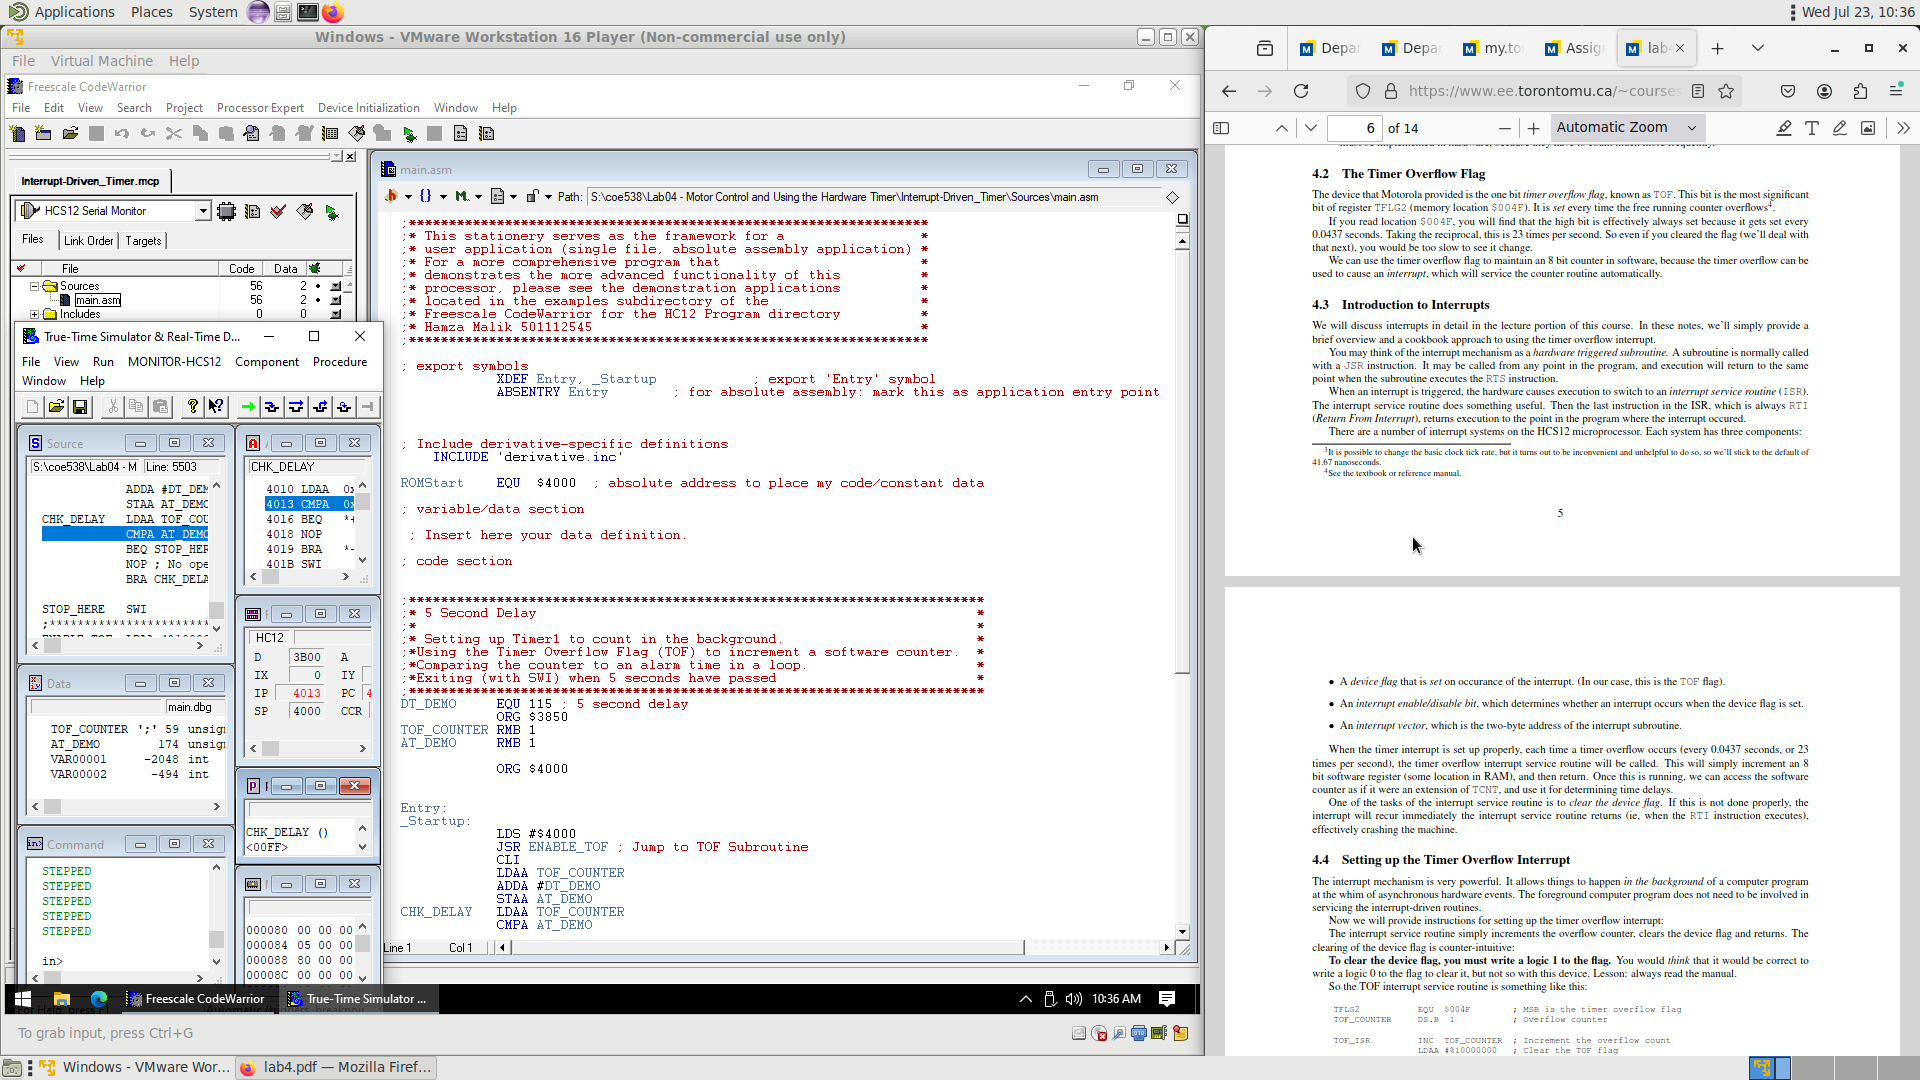 Applications Places System
Wed Jul 23, 10:36
Windows - VMware Workstation 16 Player (Non-commercial use only)
File Virtual Machine Help
Freescale CodeWarrior
File Edit View Search Project Processor Expert Device Initialization Window Help
Interrupt-Driven_Timer.mcp
HCS12 Serial Monitor
Files Link Order Targets
File Code Data
Sources 56 2
main.asm 56 2
Includes 0 0
True-Time Simulator & Real-Time D...
File View Run MONITOR-HCS12 Component Procedure
Window Help
Source
S:\coe538\Lab04 - M Line: 5503
ADDA #DT_DEM
STAA AT_DEMO
CHK_DELAY LDAA TOF_COU
CMPA AT_DEMO
BEQ STOP_HER
NOP ; No ope
BRA CHK_DELA
STOP_HERE SWI
CHK_DELAY
4010 LDAA 0x
4013 CMPA 0x
4016 BEQ *+
4018 NOP
4019 BRA *-
401B SWI
HC12
D 3B00 A
IX 0 IY
IP 4013 PC 4
SP 4000 CCR
Data
main.dbg
TOF_COUNTER ';' 59 unsig
AT_DEMO 174 unsig
VAR00001 -2048 int
VAR00002 -494 int
CHK_DELAY ()
<00FF>
Command
STEPPED
STEPPED
STEPPED
STEPPED
STEPPED
in>
000080 00 00 00
000084 05 00 00
000088 80 00 00
00008C 00 00 00
main.asm
Path: S:\coe538\Lab04 - Motor Control and Using the Hardware Timer\Interrupt-Driven_Timer\Sources\main.asm
;****************************************************************
;* This stationery serves as the framework for a *
;* user application (single file, absolute assembly application) *
;* For a more comprehensive program that *
;* demonstrates the more advanced functionality of this *
;* processor, please see the demonstration applications *
;* located in the examples subdirectory of the *
;* Freescale CodeWarrior for the HC12 Program directory *
;* Hamza Malik 501112545 *
;****************************************************************
; export symbols
XDEF Entry, _Startup ; export 'Entry' symbol
ABSENTRY Entry ; for absolute assembly: mark this as application entry point
; Include derivative-specific definitions
INCLUDE 'derivative.inc'
ROMStart EQU $4000 ; absolute address to place my code/constant data
; variable/data section
; Insert here your data definition.
; code section
;***********************************************************************
;* 5 Second Delay *
;* *
;* Setting up Timer1 to count in the background. *
;*Using the Timer Overflow Flag (TOF) to increment a software counter. *
;*Comparing the counter to an alarm time in a loop. *
;*Exiting (with SWI) when 5 seconds have passed *
;***********************************************************************
DT_DEMO EQU 115 ; 5 second delay
ORG $3850
TOF_COUNTER RMB 1
AT_DEMO RMB 1
ORG $4000
Entry:
_Startup:
LDS #$4000
JSR ENABLE_TOF ; Jump to TOF Subroutine
CLI
LDAA TOF_COUNTER
ADDA #DT_DEMO
STAA AT_DEMO
CHK_DELAY LDAA TOF_COUNTER
CMPA AT_DEMO
Line 1 Col 1
Freescale CodeWarrior True-Time Simulator ... 10:36 AM
To grab input, press Ctrl+G
Windows - VMware Wor... lab4.pdf — Mozilla Firef...
Depa Depa my.to Assig lab
https://www.ee.torontomu.ca/~courses
6 of 14 Automatic Zoom
4.2 The Timer Overflow Flag
The device that Motorola provided is the one bit timer overflow flag, known as TOF. This bit is the most significant
bit of register TFLG2 (memory location $004F). It is set every time the free running counter overflows4.
If you read location $004F, you will find that the high bit is effectively always set because it gets set every
0.0437 seconds. Taking the reciprocal, this is 23 times per second. So even if you cleared the flag (we'll deal with
that next), you would be too slow to see it change.
We can use the timer overflow flag to maintain an 8 bit counter in software, because the timer overflow can be
used to cause an interrupt, which will service the counter routine automatically.
4.3 Introduction to Interrupts
We will discuss interrupts in detail in the lecture portion of this course. In these notes, we'll simply provide a
brief overview and a cookbook approach to using the timer overflow interrupt.
You may think of the interrupt mechanism as a hardware triggered subroutine. A subroutine is normally called
with a JSR instruction. It may be called from any point in the program, and execution will return to the same
point when the subroutine executes the RTS instruction.
When an interrupt is triggered, the hardware causes execution to switch to an interrupt service routine (ISR).
The interrupt service routine does something useful. Then the last instruction in the ISR, which is always RTI
(Return From Interrupt), returns execution to the point in the program where the interrupt occured.
There are a number of interrupt systems on the HCS12 microprocessor. Each system has three components:
3It is possible to change the basic clock tick rate, but it turns out to be inconvenient and unhelpful to do so, so we'll stick to the default of
41.67 nanoseconds.
4See the textbook or reference manual.
5
• A device flag that is set on occurance of the interrupt. (In our case, this is the TOF flag).
• An interrupt enable/disable bit, which determines whether an interrupt occurs when the device flag is set.
• An interrupt vector, which is the two-byte address of the interrupt subroutine.
When the timer interrupt is set up properly, each time a timer overflow occurs (every 0.0437 seconds, or 23
times per second), the timer overflow interrupt service routine will be called. This will simply increment an 8
bit software register (some location in RAM), and then return. Once this is running, we can access the software
counter as if it were an extension of TCNT, and use it for determining time delays.
One of the tasks of the interrupt service routine is to clear the device flag. If this is not done properly, the
interrupt will recur immediately the interrupt service routine returns (ie, when the RTI instruction executes),
effectively crashing the machine.
4.4 Setting up the Timer Overflow Interrupt
The interrupt mechanism is very powerful. It allows things to happen in the background of a computer program
at the whim of asynchronous hardware events. The foreground computer program does not need to be involved in
servicing the interrupt-driven routines.
Now we will provide instructions for setting up the timer overflow interrupt:
The interrupt service routine simply increments the overflow counter, clears the device flag and returns. The
clearing of the device flag is counter-intuitive:
To clear the device flag, you must write a logic 1 to the flag. You would think that it would be correct to
write a logic 0 to the flag to clear it, but not so with this device. Lesson: always read the manual.
So the TOF interrupt service routine is something like this:
TFLG2 EQU $004F ; MSB is the timer overflow flag
TOF_COUNTER DS.B 1 ; Overflow counter
TOF_ISR INC TOF_COUNTER ; Increment the overflow count
LDAA #%10000000 ; Clear the TOF flag